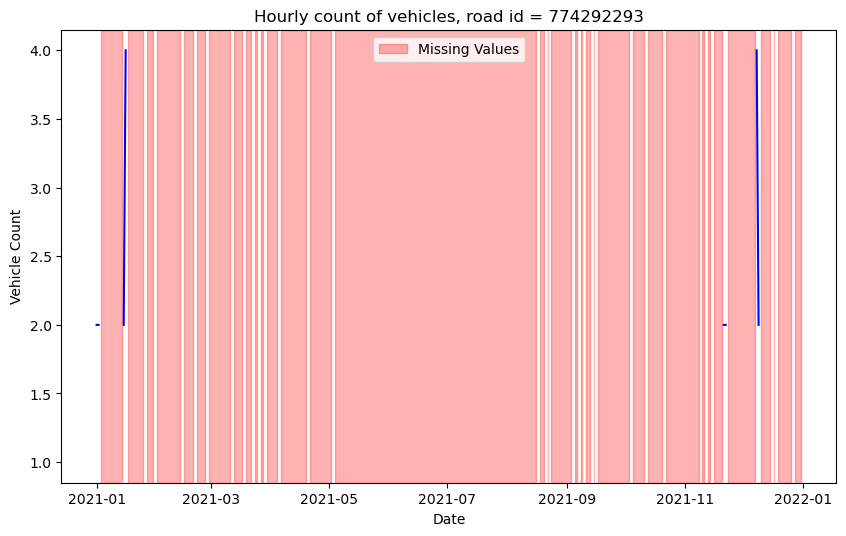 Hourly count of vehicles, road id = 774292293
Missing Values
Vehicle Count
4.0
3.5
3.0
2.5
2.0
1.5
1.0
2021-01 2021-03 2021-05 2021-07 2021-09 2021-11 2022-01
Date